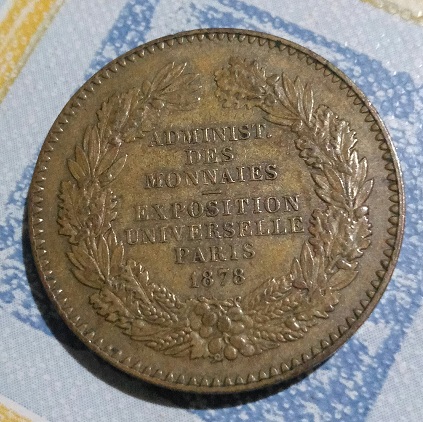 ADMINIST.
DES
MONNAIES
EXPOSITION
UNIVERSELLE
PARIS
1878